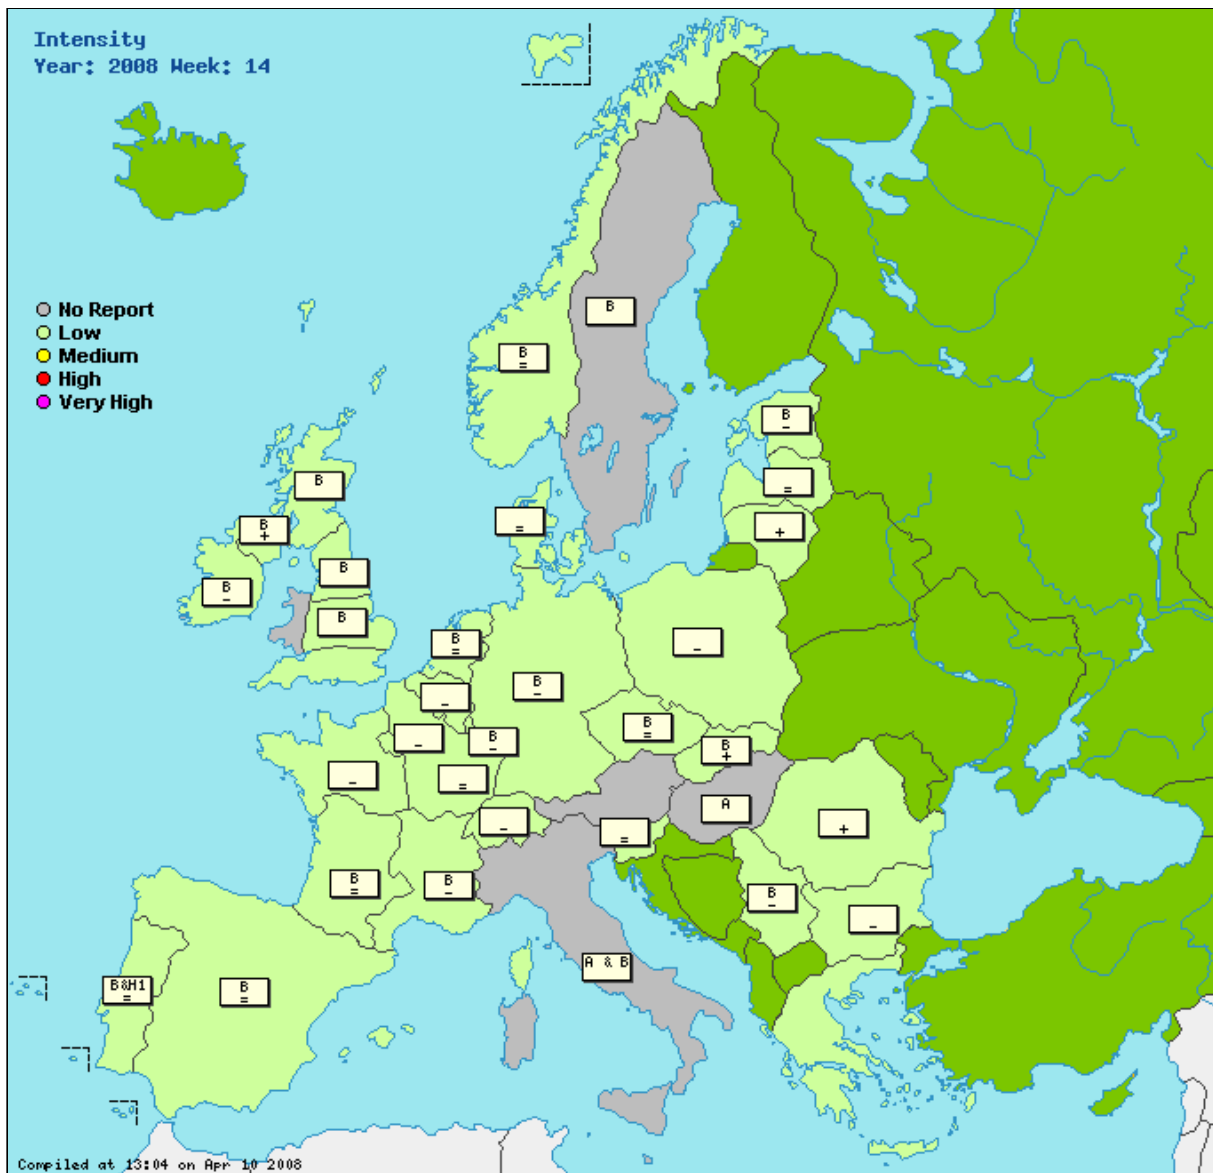 Intensity
Year: 2008 Week: 14
No Report
Low
Medium
High
Very High
B
B
=
B
-
=
+
B
=
B
+
B
-
B
B
B
=
-
B
-
-
-
B
-
B
=
B
+
-
=
-
=
A
+
B
=
B
-
B
-
-
A & B
B&H1
=
B
=
Compiled at 13:04 on Apr 10 2008